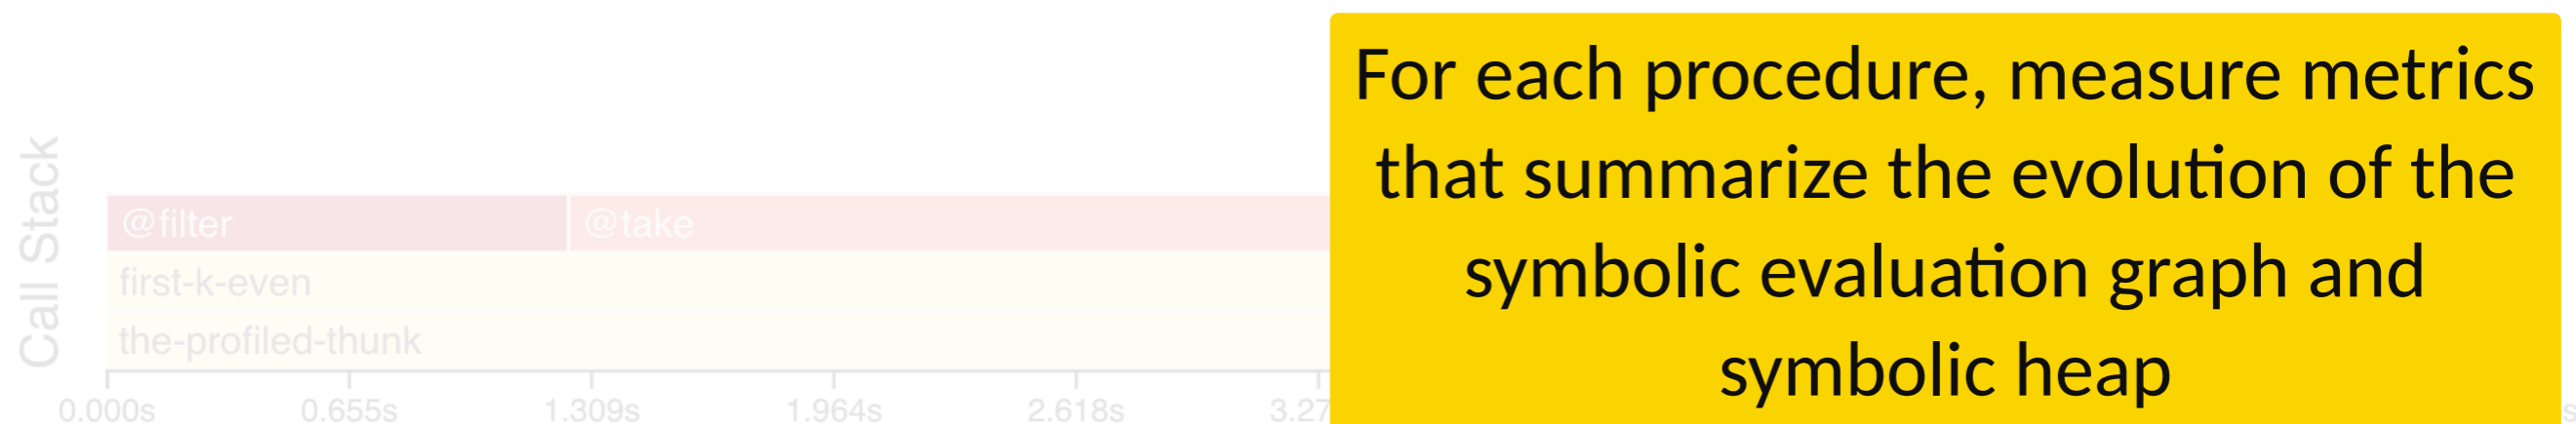 For each procedure, measure metrics
that summarize the evolution of the
symbolic evaluation graph and
symbolic heap
Call Stack
@filter @take
first-k-even
the-profiled-thunk
0.000s 0.655s 1.309s 1.964s 2.618s